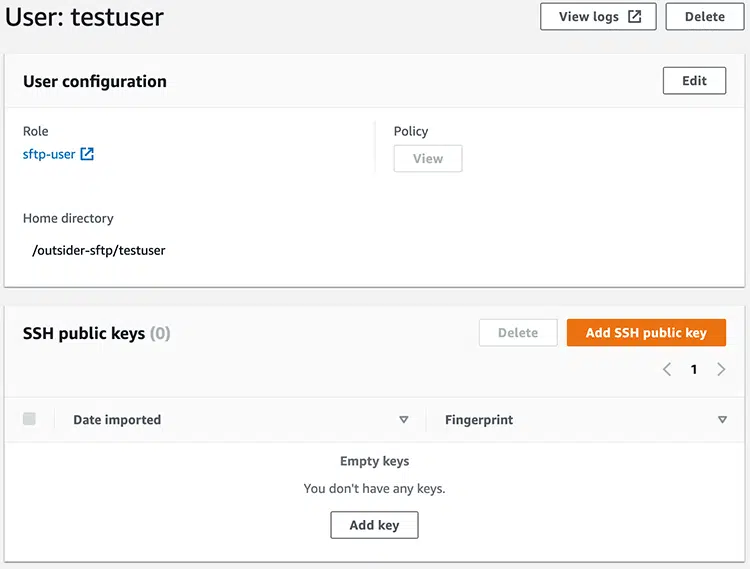 User: testuser
View logs
Delete
User configuration
Edit
Role
Policy
sftp-user
View
Home directory
/outsider-sftp/testuser
SSH public keys (0)
Delete
Add SSH public key
1
Date imported
Fingerprint
Empty keys
You don't have any keys.
Add key